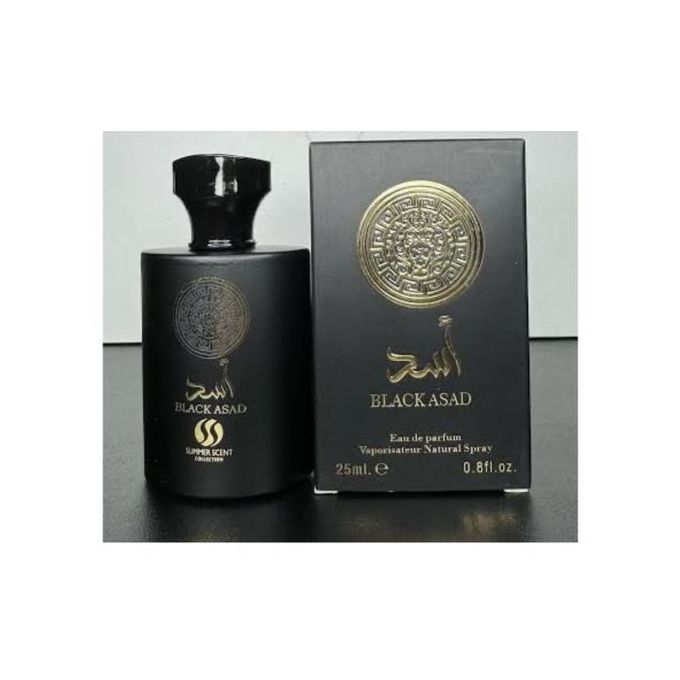 أسد
BLACK ASAD
SUMMER SCENT
COLLECTION
أسد
BLACK ASAD
Eau de parfum
Vaporisateur Natural Spray
25ml. e 0.8fl.oz.